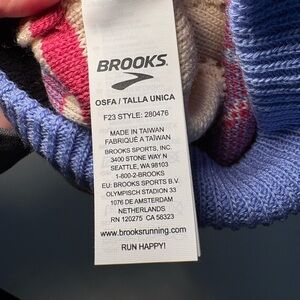 BROOKS
OSFA / TALLA UNICA
F23 STYLE: 280476
MADE IN TAIWAN
FABRIQUÉ A TAÏWAN
BROOKS SPORTS, INC.
3400 STONE WAY N
SEATTLE, WA 98103
1-800-2-BROOKS
EU: BROOKS SPORTS B.V.
OLYMPISCH STADION 33
1076 DE AMSTERDAM
NETHERLANDS
RN 120275 CA 58323
www.brooksrunning.com
RUN HAPPY!